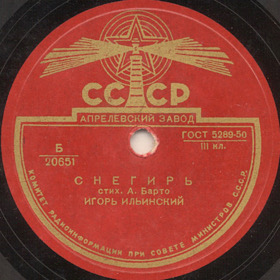 СССР
АПРЕЛЕВСКИЙ ЗАВОД
ГОСТ 5289-50
III кл.
Б
20651
СНЕГИРЬ
стих. А. Барто
ИГОРЬ ИЛЬИНСКИЙ
КОМИТЕТ РАДИОИНФОРМАЦИИ ПРИ СОВЕТЕ МИНИСТРОВ СССР.